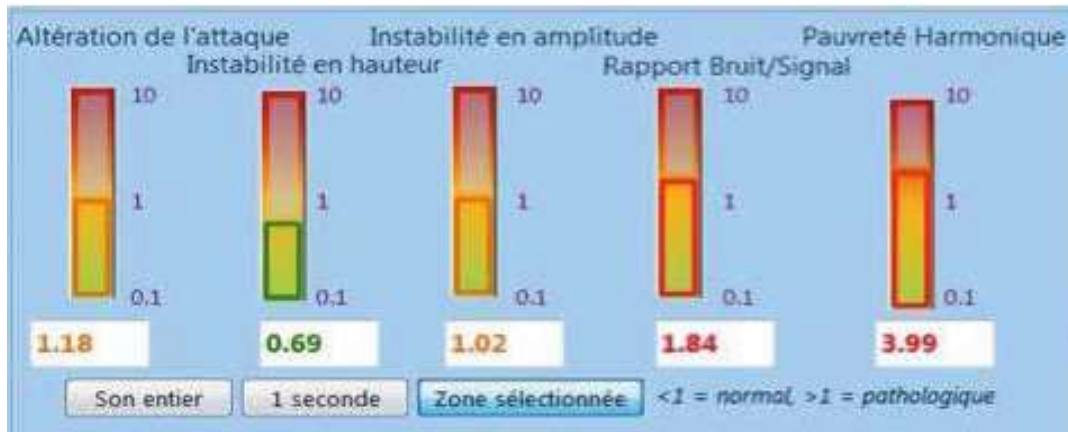 Altération de l'attaque Instabilité en amplitude Pauvreté Harmonique
Instabilité en hauteur Rapport Bruit/Signal
10 10 10 10 10
1 1 1 1 1
0.1 0.1 0.1 0.1 0.1
1.18 0.69 1.02 1.84 3.99
Son entier 1 seconde Zone sélectionnée <1 = normal, >1 = pathologique